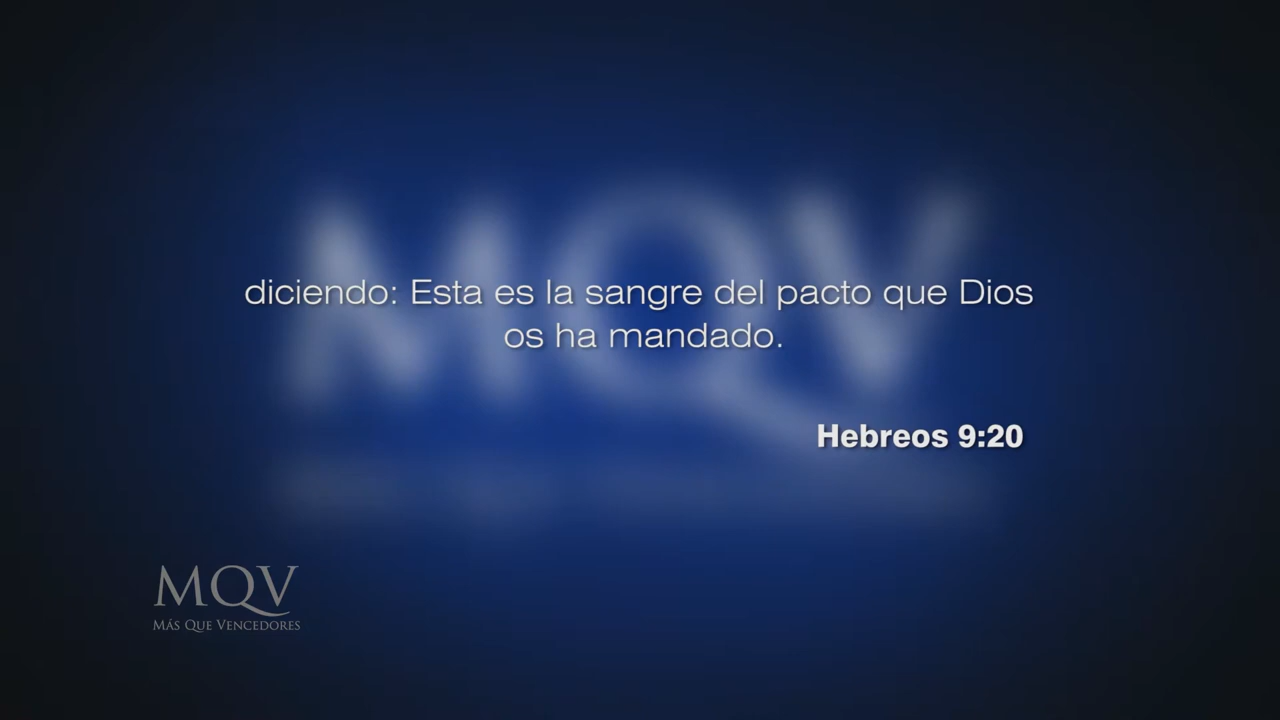 diciendo: Esta es la sangre del pacto que Dios
os ha mandado.
Hebreos 9:20
MQV
MQV
MÁS QUE VENCEDORES